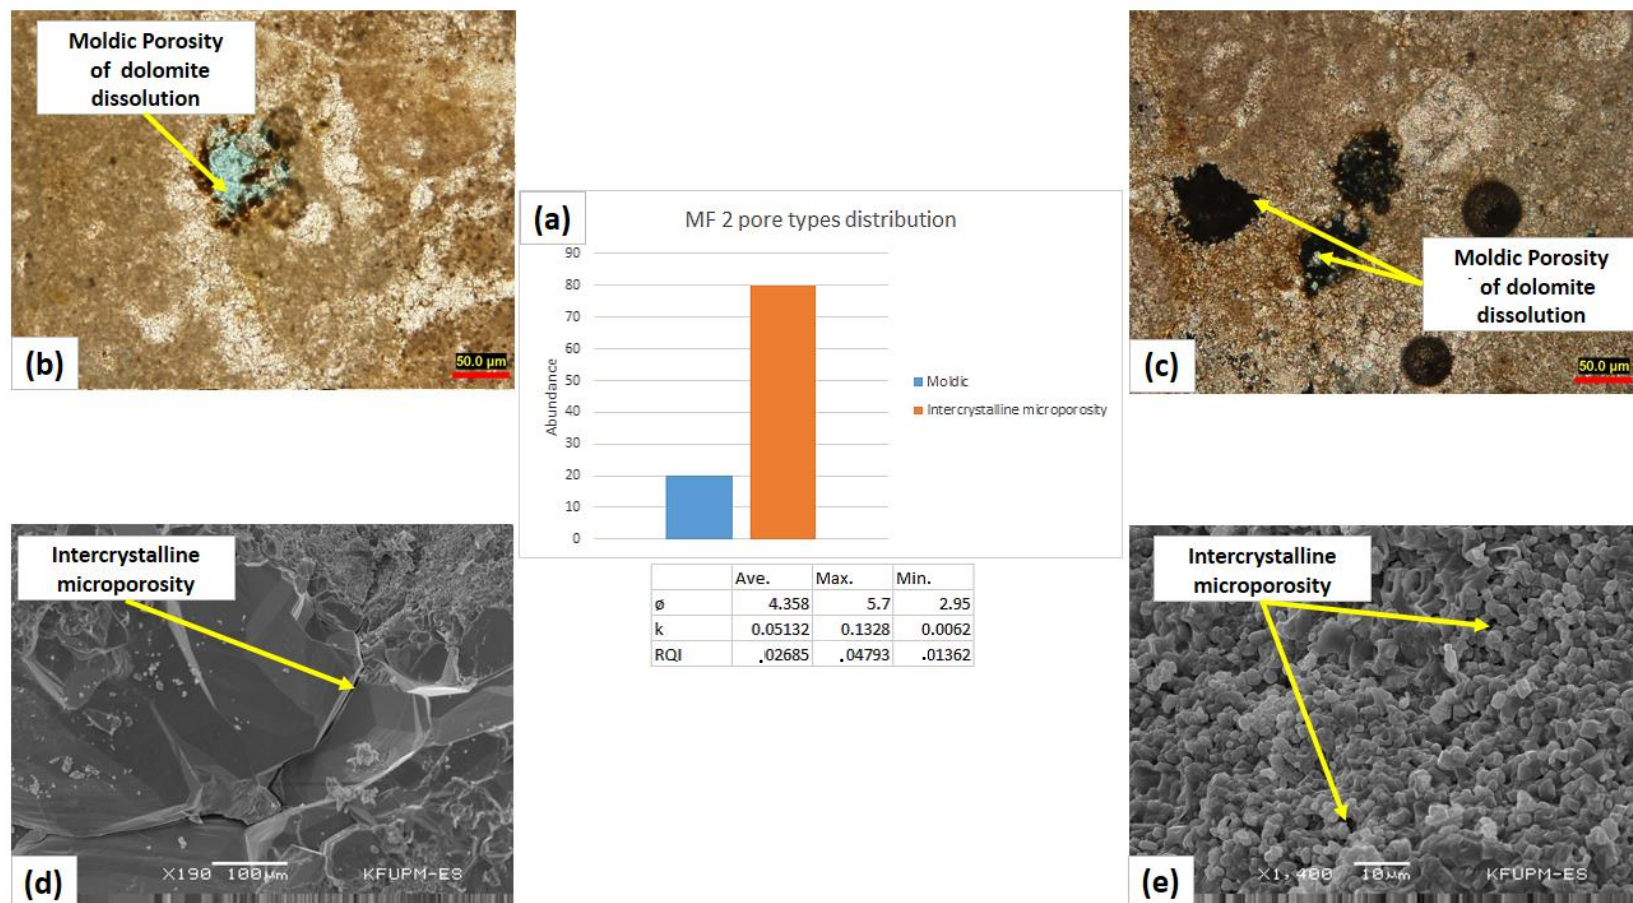 Moldic Porosity
of dolomite
dissolution
(b)
50.0 µm
(a)
MF 2 pore types distribution
90
80
70
60
50
40
30
20
10
0
Abundance
Moldic
Intercrystalline microporosity
Moldic Porosity
of dolomite
dissolution
(c)
50.0 µm
Ave. Max. Min.
ø 4.358 5.7 2.95
k 0.05132 0.1328 0.0062
RQI .02685 .04793 .01362
Intercrystalline
microporosity
(d)
X190 100µm KFUPM-ES
Intercrystalline
microporosity
(e)
X1,400 10µm KFUPM-ES